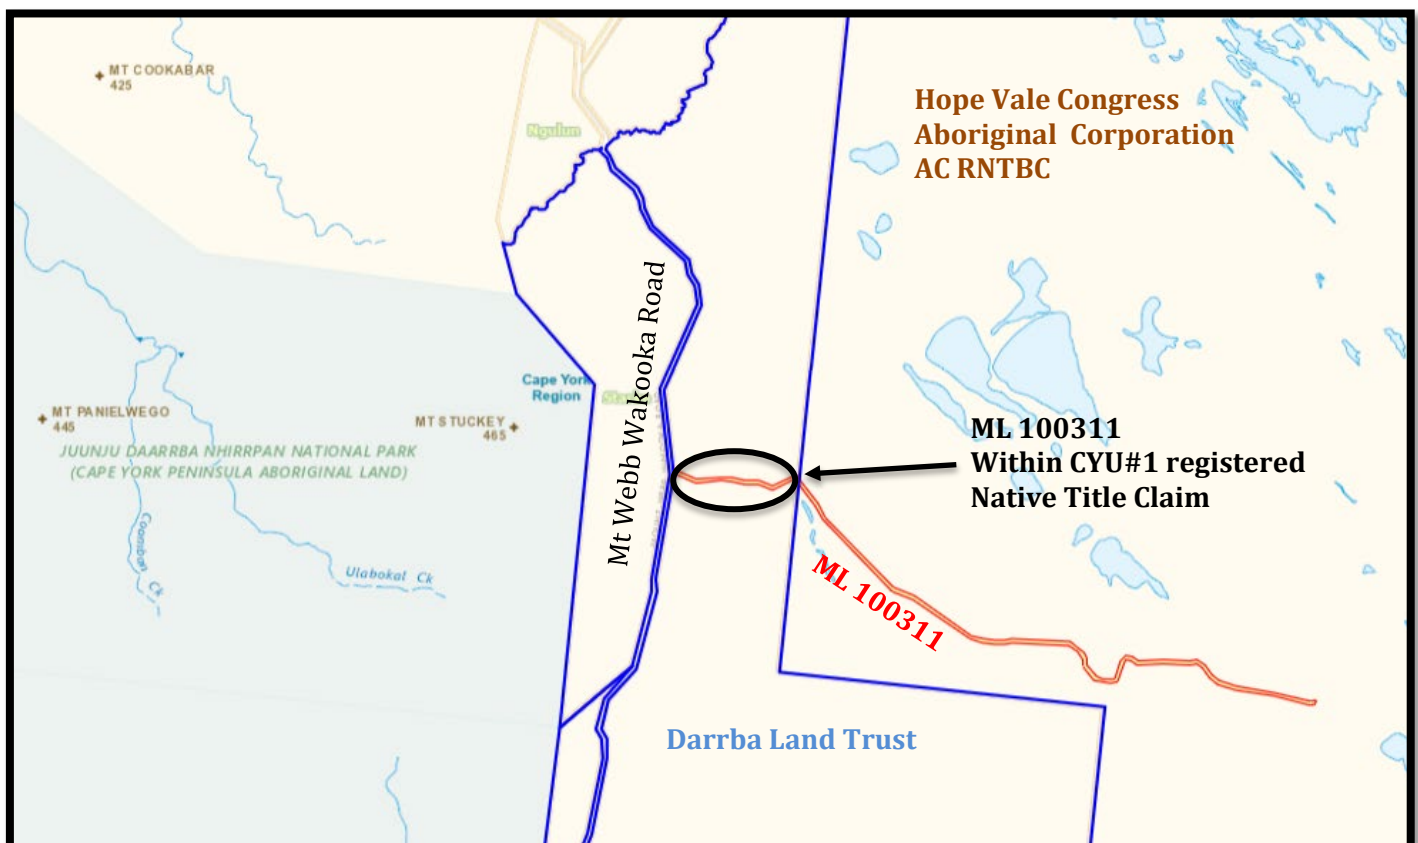 MT COOKABAR
425
Hope Vale Congress
Aboriginal Corporation
AC RNTBC
Ngulun
Mt Webb Wakooka Road
Cape York
Region
MT PANIELWEGO
445
MT STUCKEY
465
JUUNJU DAARRBA NHIRRPAN NATIONAL PARK
(CAPE YORK PENINSULA ABORIGINAL LAND)
ML 100311
Within CYU#1 registered
Native Title Claim
Coonibah Ck
Ulabokal Ck
ML 100311
Darrba Land Trust